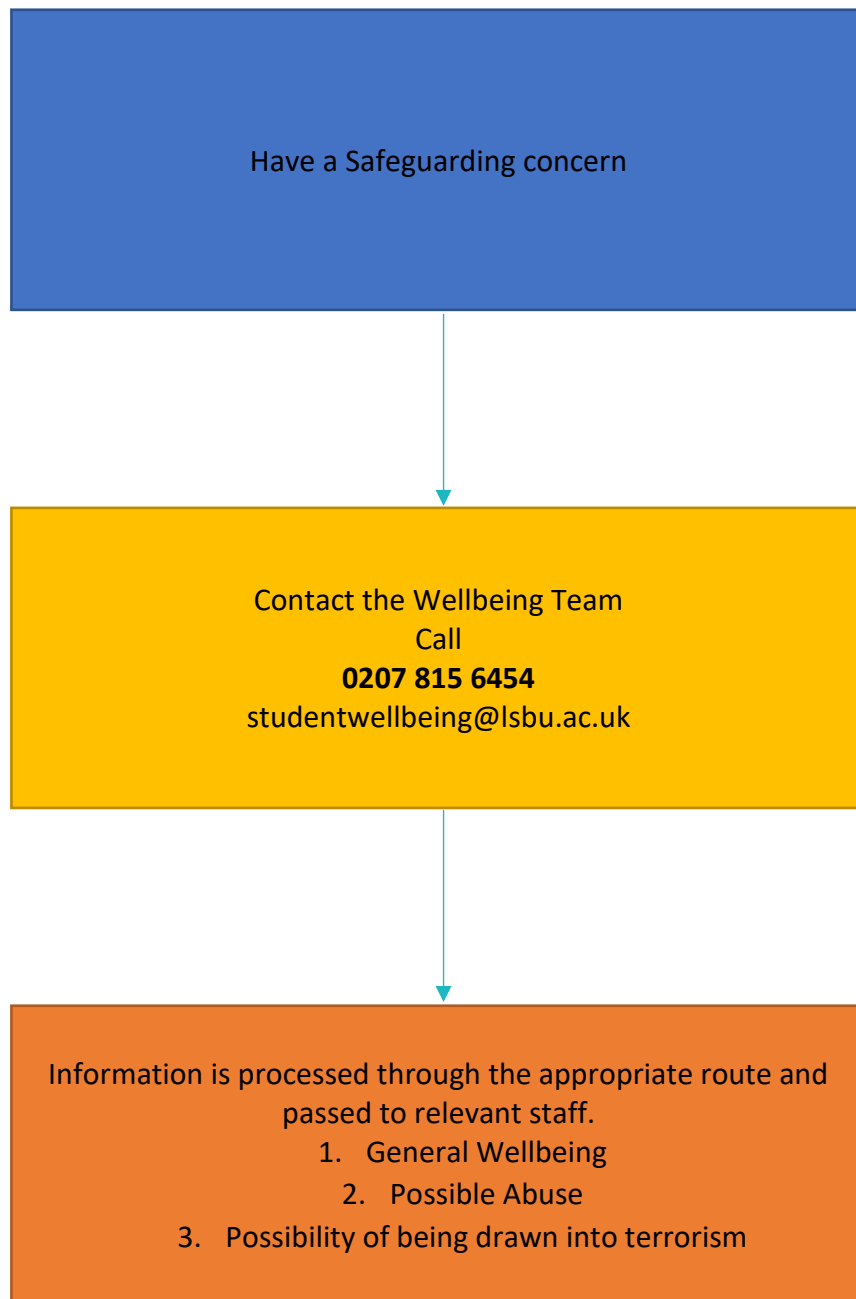 Have a Safeguarding concern
Contact the Wellbeing Team
Call
0207 815 6454
studentwellbeing@lsbu.ac.uk
Information is processed through the appropriate route and
passed to relevant staff.
1. General Wellbeing
2. Possible Abuse
3. Possibility of being drawn into terrorism